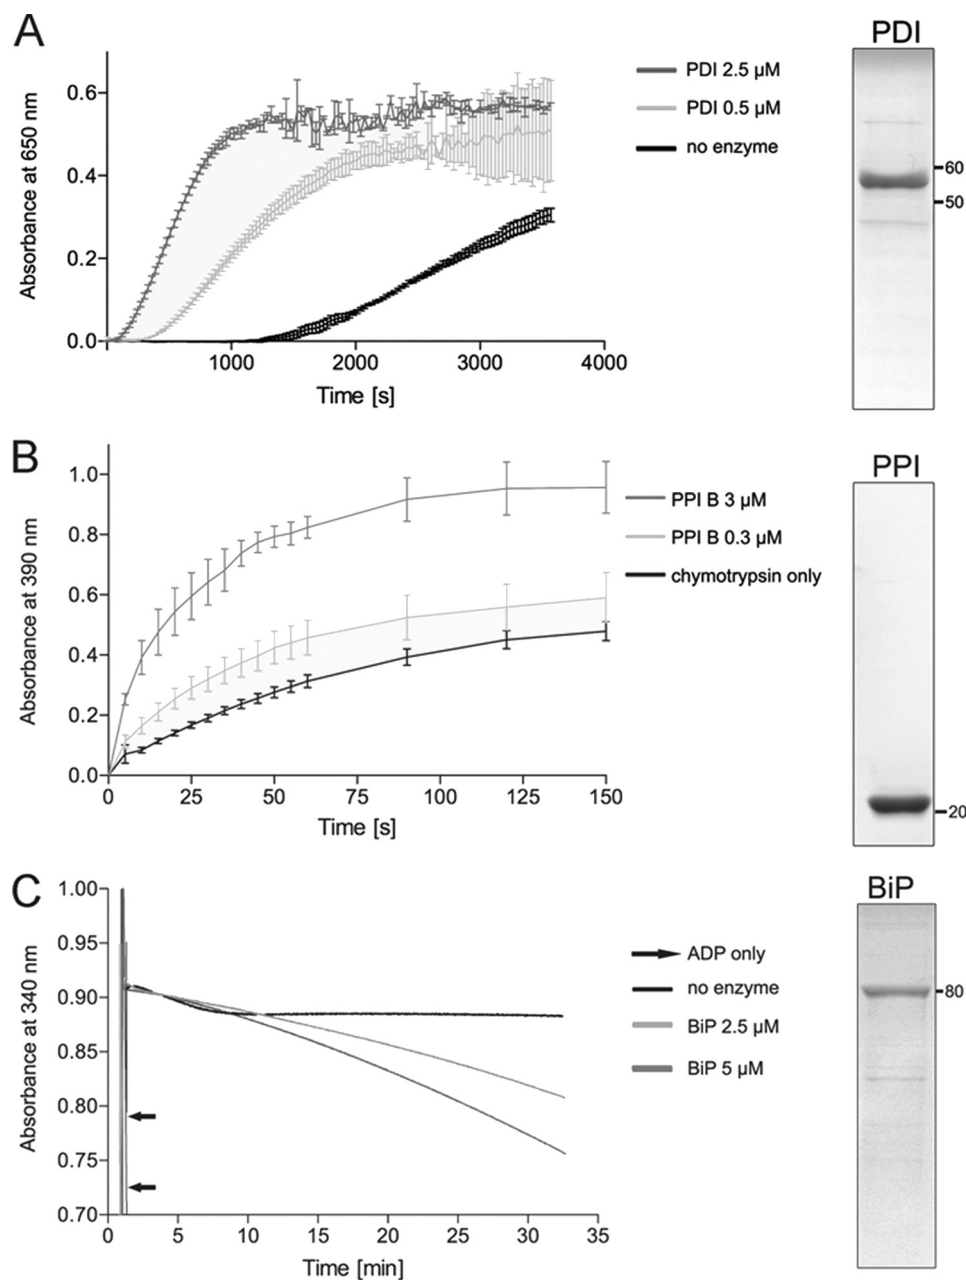 A
PDI
Absorbance at 650 nm
0.6
0.4
0.2
0.0
1000
2000
3000
4000
Time [s]
PDI 2.5 µM
PDI 0.5 µM
no enzyme
60
50
B
PPI
Absorbance at 390 nm
1.0
0.8
0.6
0.4
0.2
0.0
0
25
50
75
100
125
150
Time [s]
PPI B 3 µM
PPI B 0.3 µM
chymotrypsin only
20
C
BiP
Absorbance at 340 nm
1.00
0.95
0.90
0.85
0.80
0.75
0.70
0
5
10
15
20
25
30
35
Time [min]
ADP only
no enzyme
BiP 2.5 µM
BiP 5 µM
80